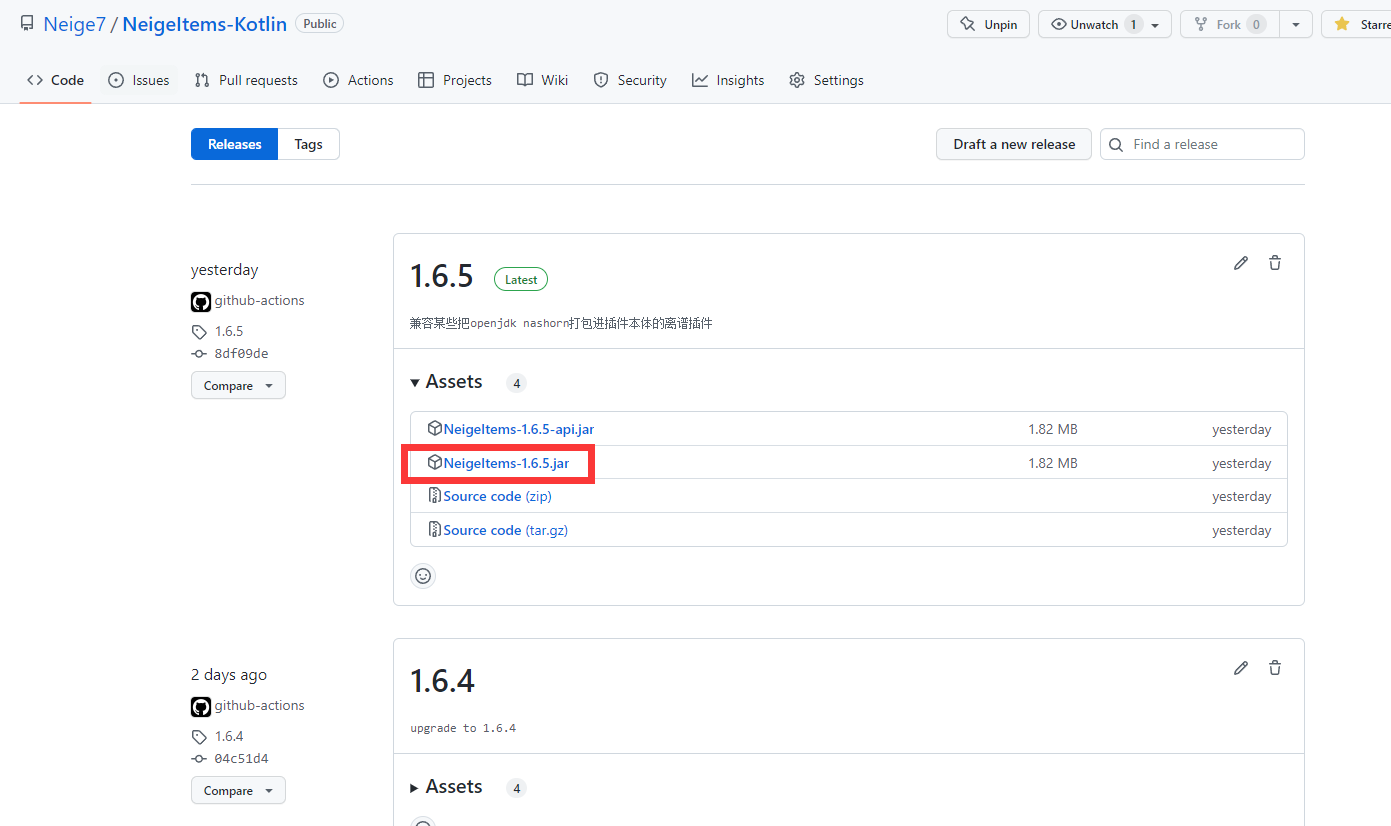 Neige7 / NeigeItems-Kotlin Public
Unpin Unwatch 1 Fork 0 Starre
Code Issues Pull requests Actions Projects Wiki Security Insights Settings
Releases Tags Draft a new release Find a release
yesterday
github-actions
1.6.5
8df09de
Compare
1.6.5 Latest
兼容某些把openjdk nashorn打包进插件本体的离谱插件
Assets 4
NeigeItems-1.6.5-api.jar 1.82 MB yesterday
NeigeItems-1.6.5.jar 1.82 MB yesterday
Source code (zip) yesterday
Source code (tar.gz) yesterday
2 days ago
github-actions
1.6.4
04c51d4
Compare
1.6.4
upgrade to 1.6.4
Assets 4